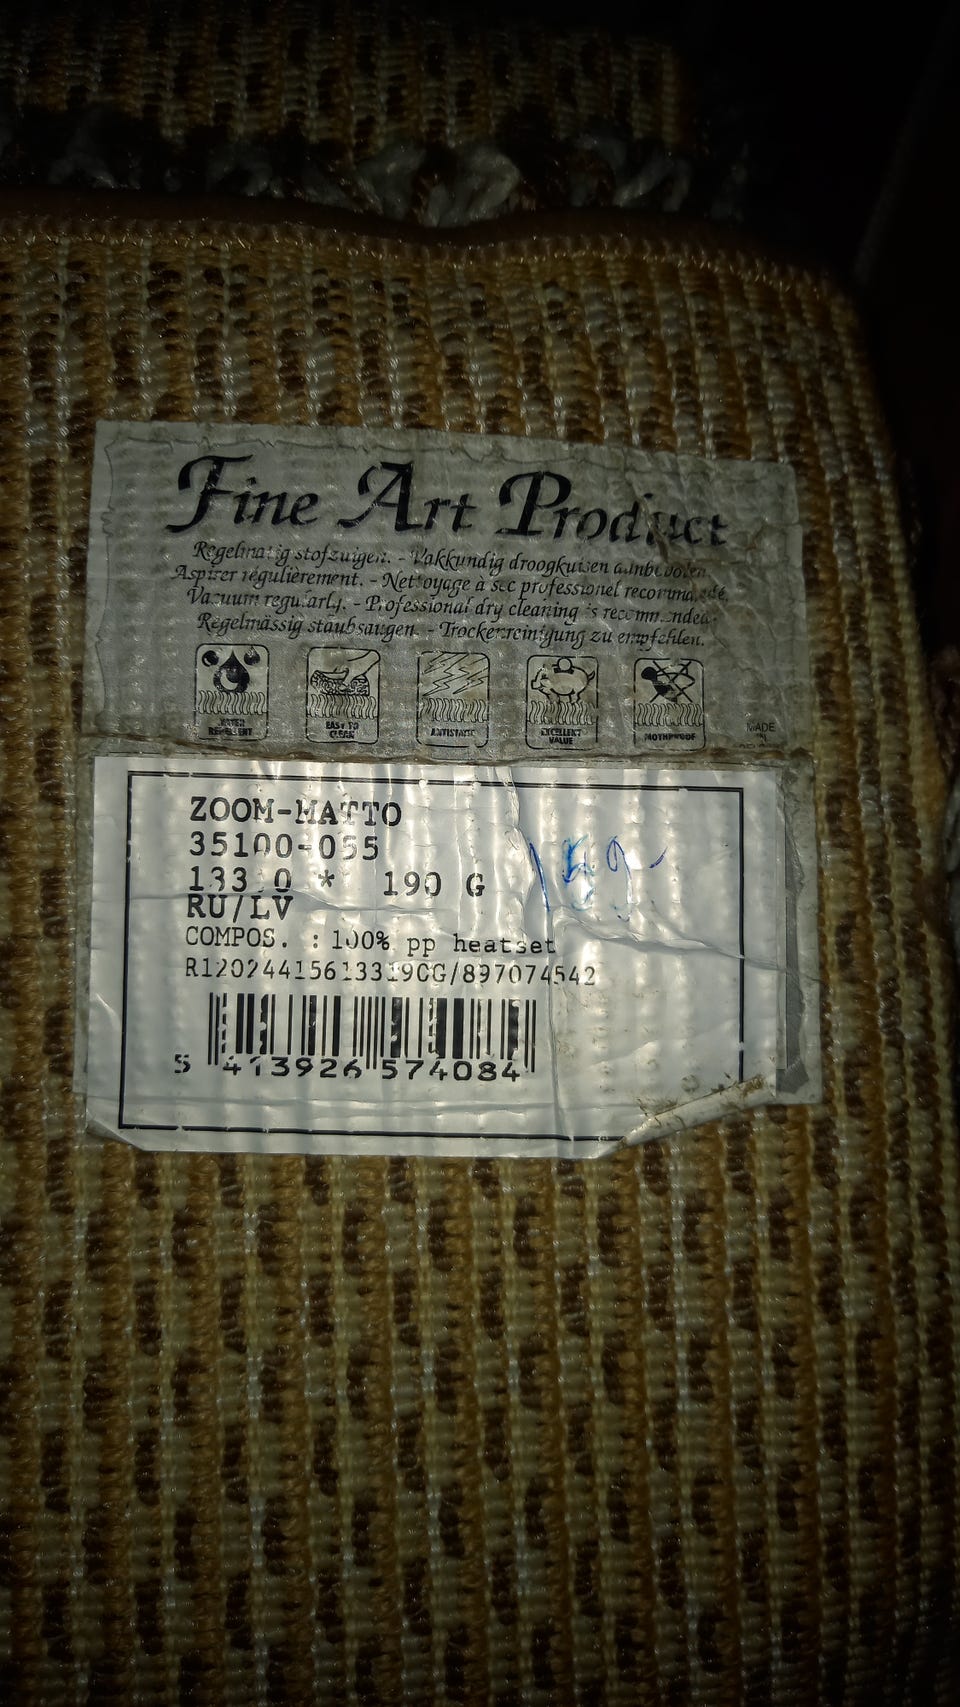 Fine Art Product
Regelmatig stofzuigen. - Vakkundig droogkuisen aanbevolen.
Aspirer régulièrement. - Nettoyage à sec professionel recommandé.
Vacuum regularly. - Professional dry cleaning is recommended.
Regelmässig staubsaugen. - Trockenreinigung zu empfehlen.
WATER REPELLENT
EASY TO CLEAN
ANTISTATIC
EXCELLENT VALUE
MOTHPROOF
MADE
IN
ZOOM-MATTO
35100-055
190 G
RU/LV
COMPOS. : 100% pp heatset
5 413926 574084